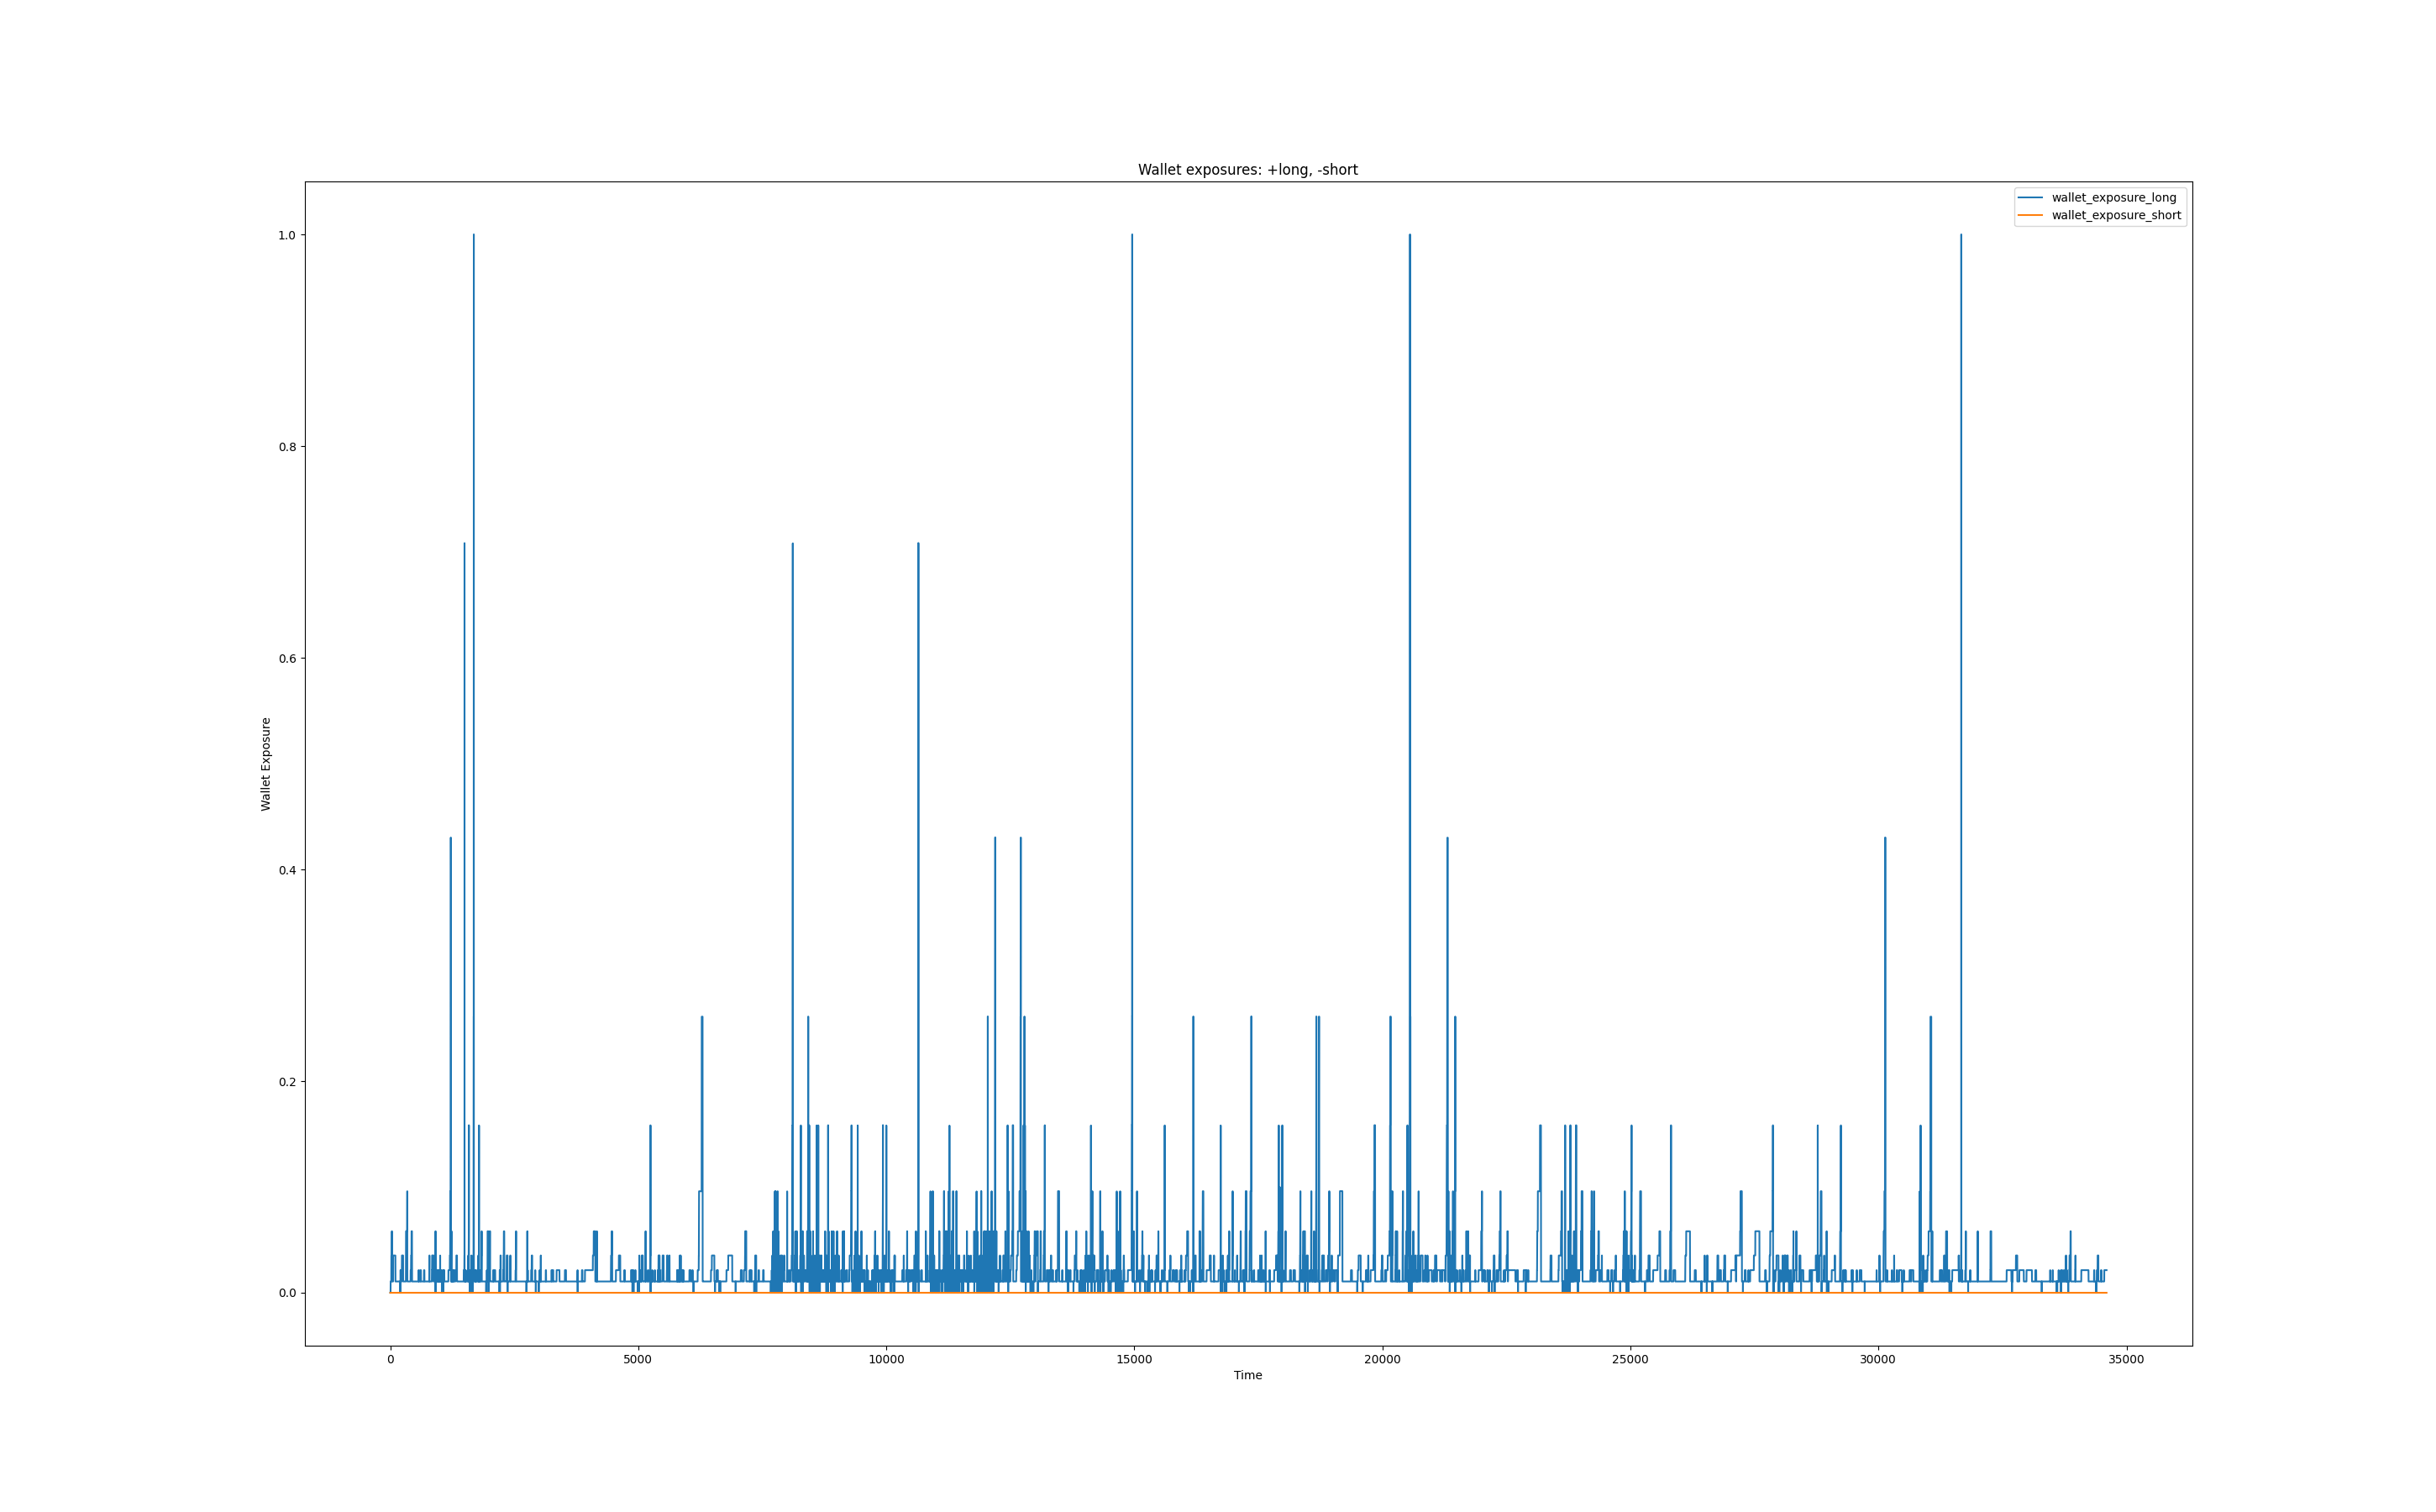 Wallet exposures: +long, -short
wallet_exposure_long
wallet_exposure_short
1.0
0.8
0.6
0.4
0.2
0.0
Wallet Exposure
0 5000 10000 15000 20000 25000 30000 35000
Time